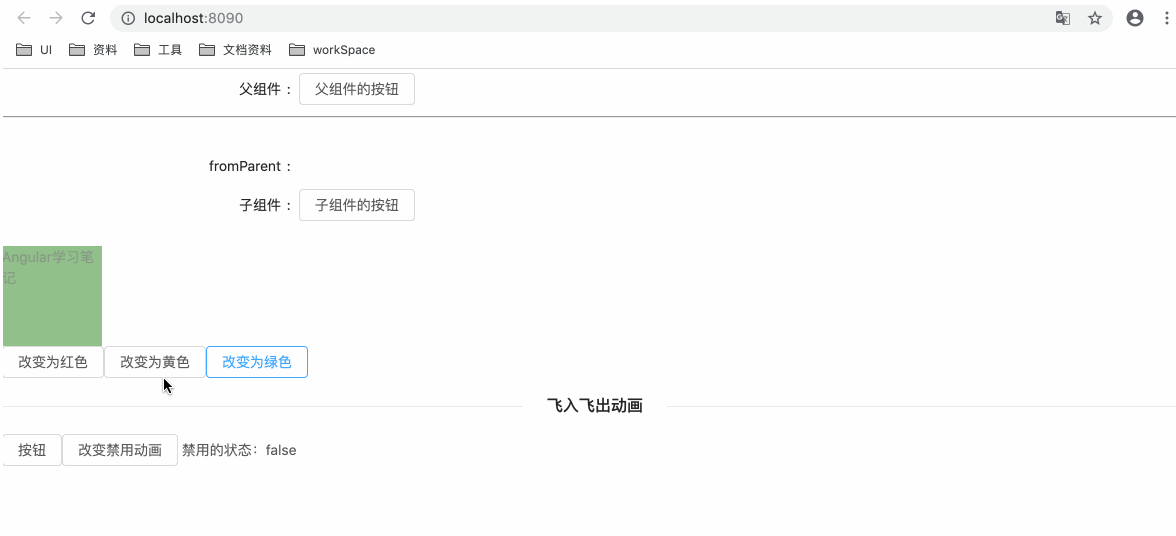 localhost:8090
UI 资料 工具 文档资料 workSpace
父组件： 父组件的按钮
fromParent：
子组件： 子组件的按钮
Angular学习笔
记
改变为红色 改变为黄色 改变为绿色
飞入飞出动画
按钮 改变禁用动画 禁用的状态：false